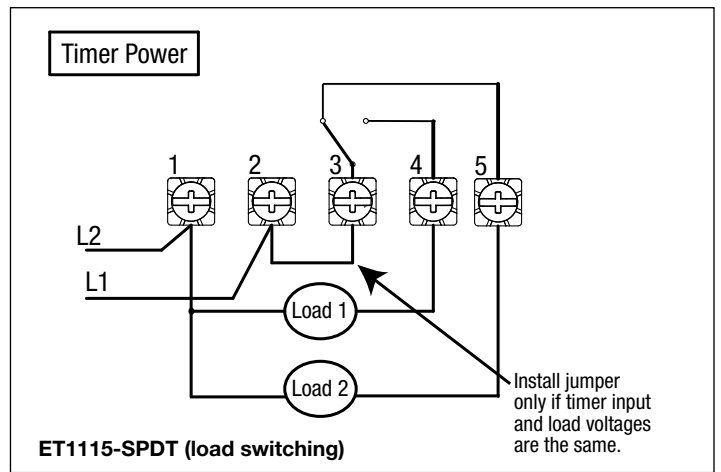 Timer Power
1 2 3 4 5
L2
L1
Load 1
Load 2
Install jumper
only if timer input
and load voltages
are the same.
ET1115-SPDT (load switching)